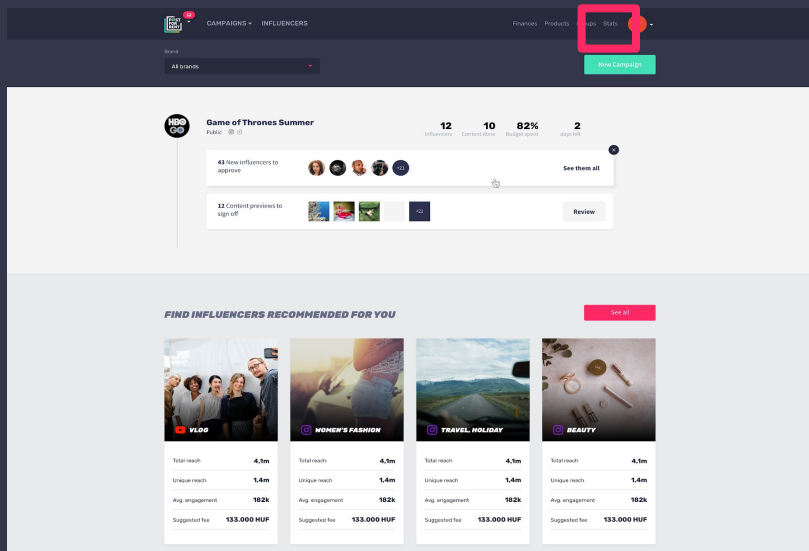 P*ST
FOR
RENT
CAMPAIGNS
INFLUENCERS
Finances
Products
Stats
Brand
All brands
New Campaign
HBO
GO
Game of Thrones Summer
Public
12
Influencers
10
Content done
82%
Budget spent
2
days left
43 New influencers to
approve
+21
See them all
12 Content previews to
sign off
+21
Review
FIND INFLUENCERS RECOMMENDED FOR YOU
See all
VLOG
Total reach 4,1m
Unique reach 1,4m
Avg. engagement 182k
Suggested fee 133.000 HUF
WOMEN'S FASHION
Total reach 4,1m
Unique reach 1,4m
Avg. engagement 182k
Suggested fee 133.000 HUF
TRAVEL, HOLIDAY
Total reach 4,1m
Unique reach 1,4m
Avg. engagement 182k
Suggested fee 133.000 HUF
BEAUTY
Total reach 4,1m
Unique reach 1,4m
Avg. engagement 182k
Suggested fee 133.000 HUF